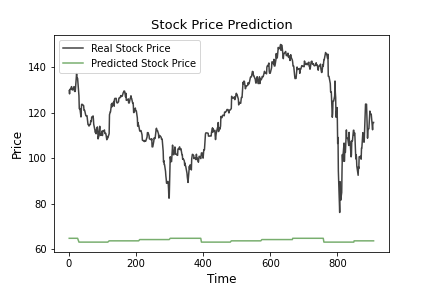 Stock Price Prediction
Real Stock Price
Predicted Stock Price
Price
140
120
100
80
60
0 200 400 600 800
Time